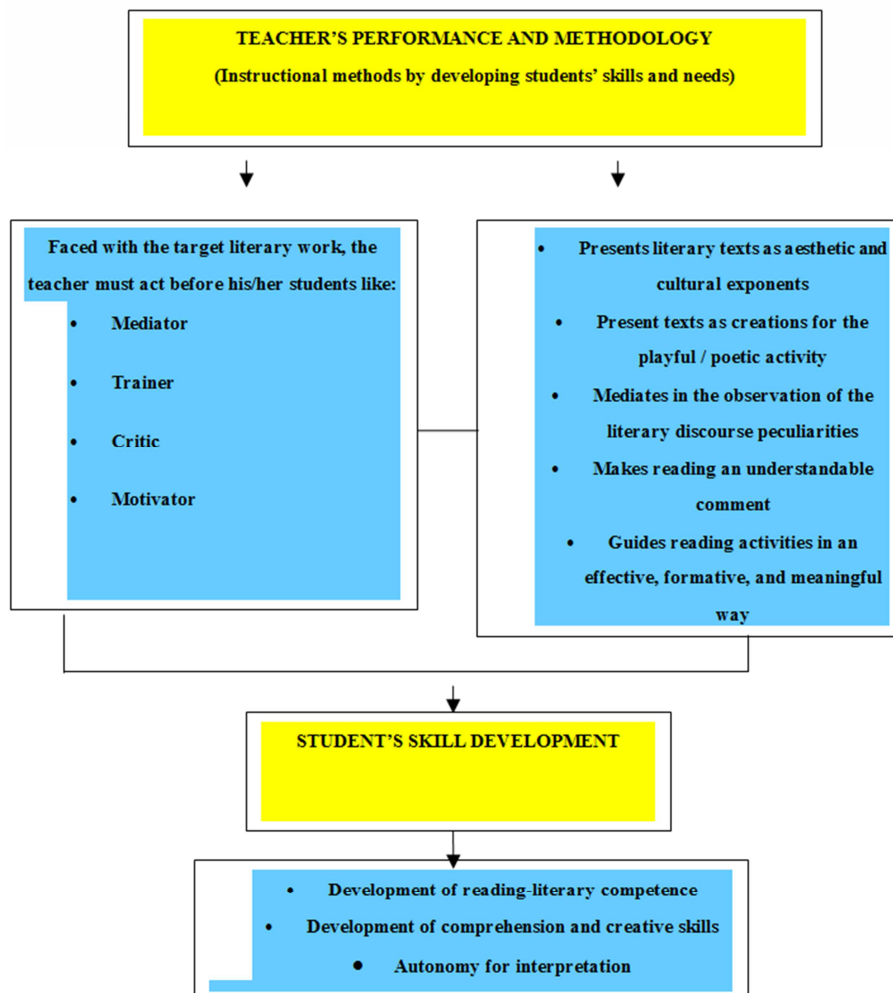 TEACHER’S PERFORMANCE AND METHODOLOGY
(Instructional methods by developing students’ skills and needs)
Faced with the target literary work, the
teacher must act before his/her students like:
• Mediator
• Trainer
• Critic
• Motivator
• Presents literary texts as aesthetic and
cultural exponents
• Present texts as creations for the
playful / poetic activity
• Mediates in the observation of the
literary discourse peculiarities
• Makes reading an understandable
comment
• Guides reading activities in an
effective, formative, and meaningful
way
STUDENT’S SKILL DEVELOPMENT
• Development of reading-literary competence
• Development of comprehension and creative skills
• Autonomy for interpretation